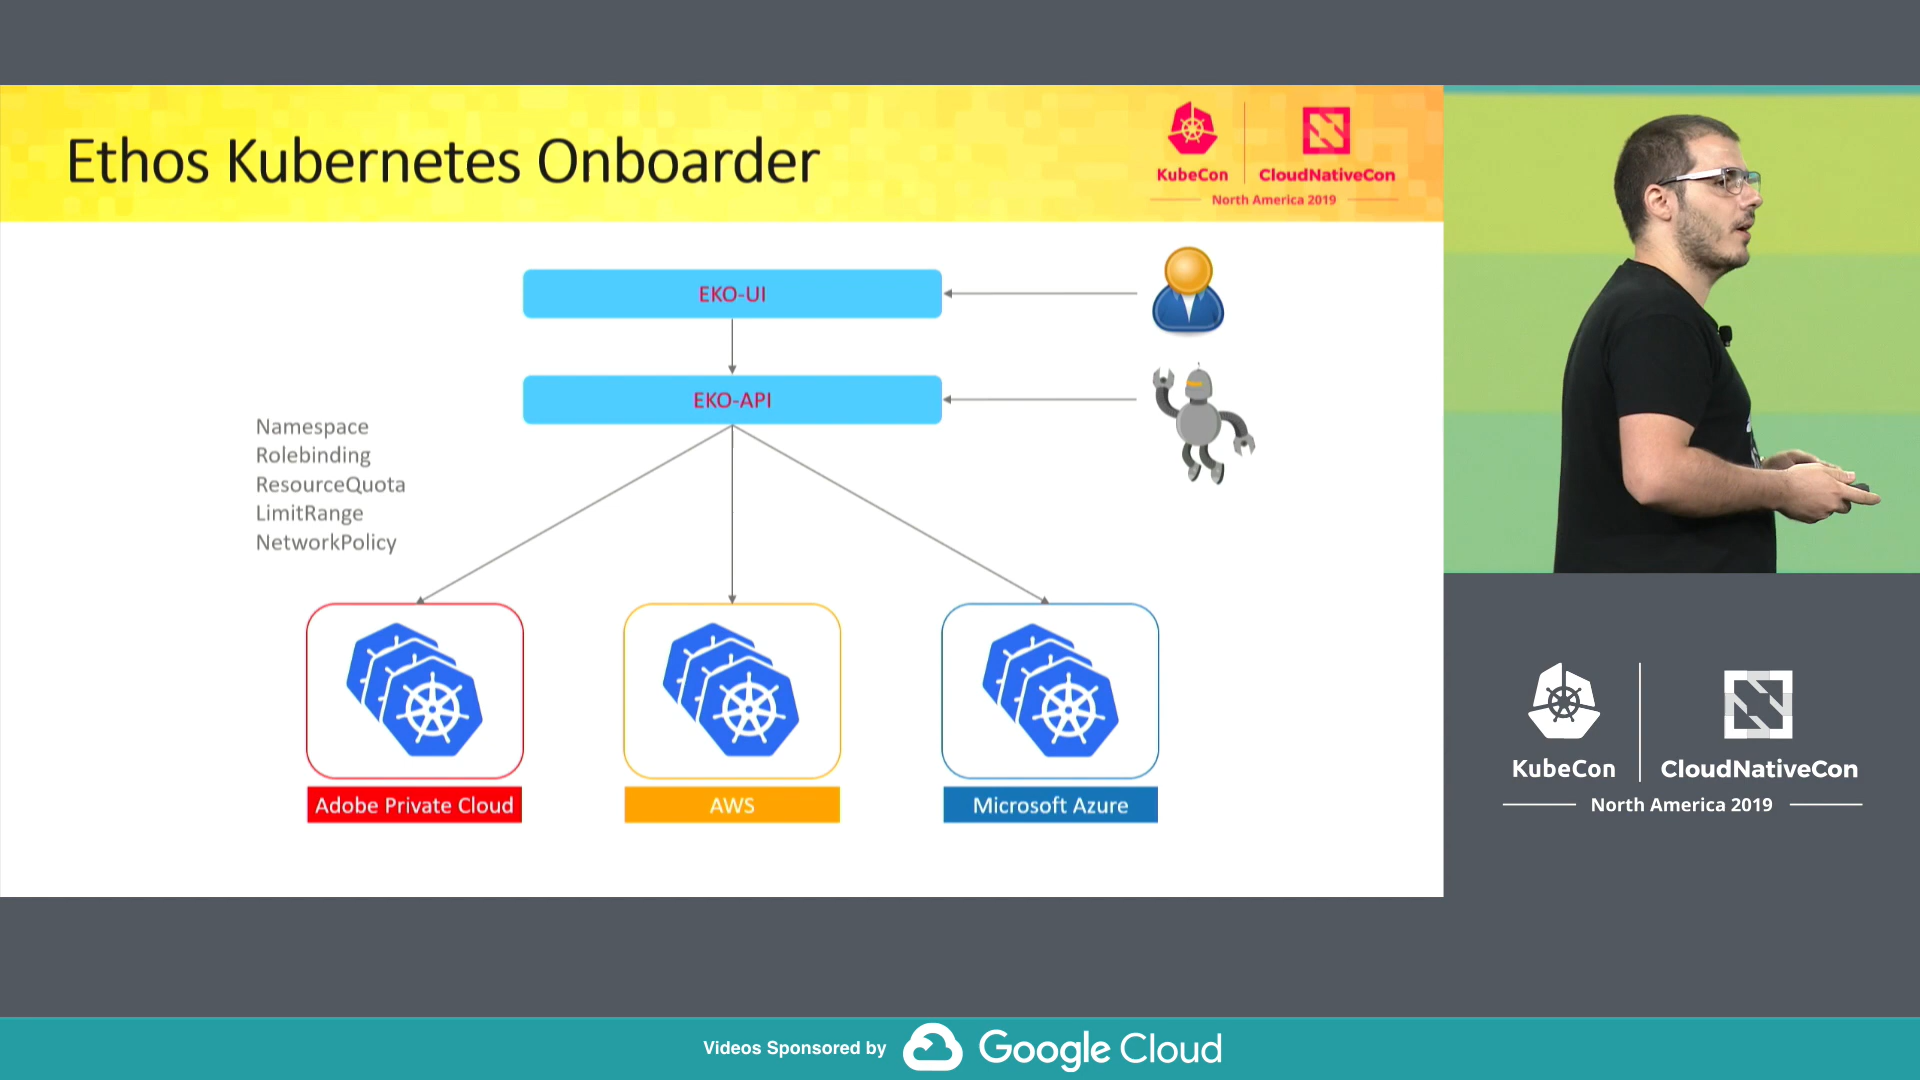 Ethos Kubernetes Onboarder
KubeCon
CloudNativeCon
North America 2019
EKO-UI
EKO-API
Namespace
Rolebinding
ResourceQuota
LimitRange
NetworkPolicy
Adobe Private Cloud
AWS
Microsoft Azure
KubeCon
CloudNativeCon
North America 2019
Videos Sponsored by
Google Cloud